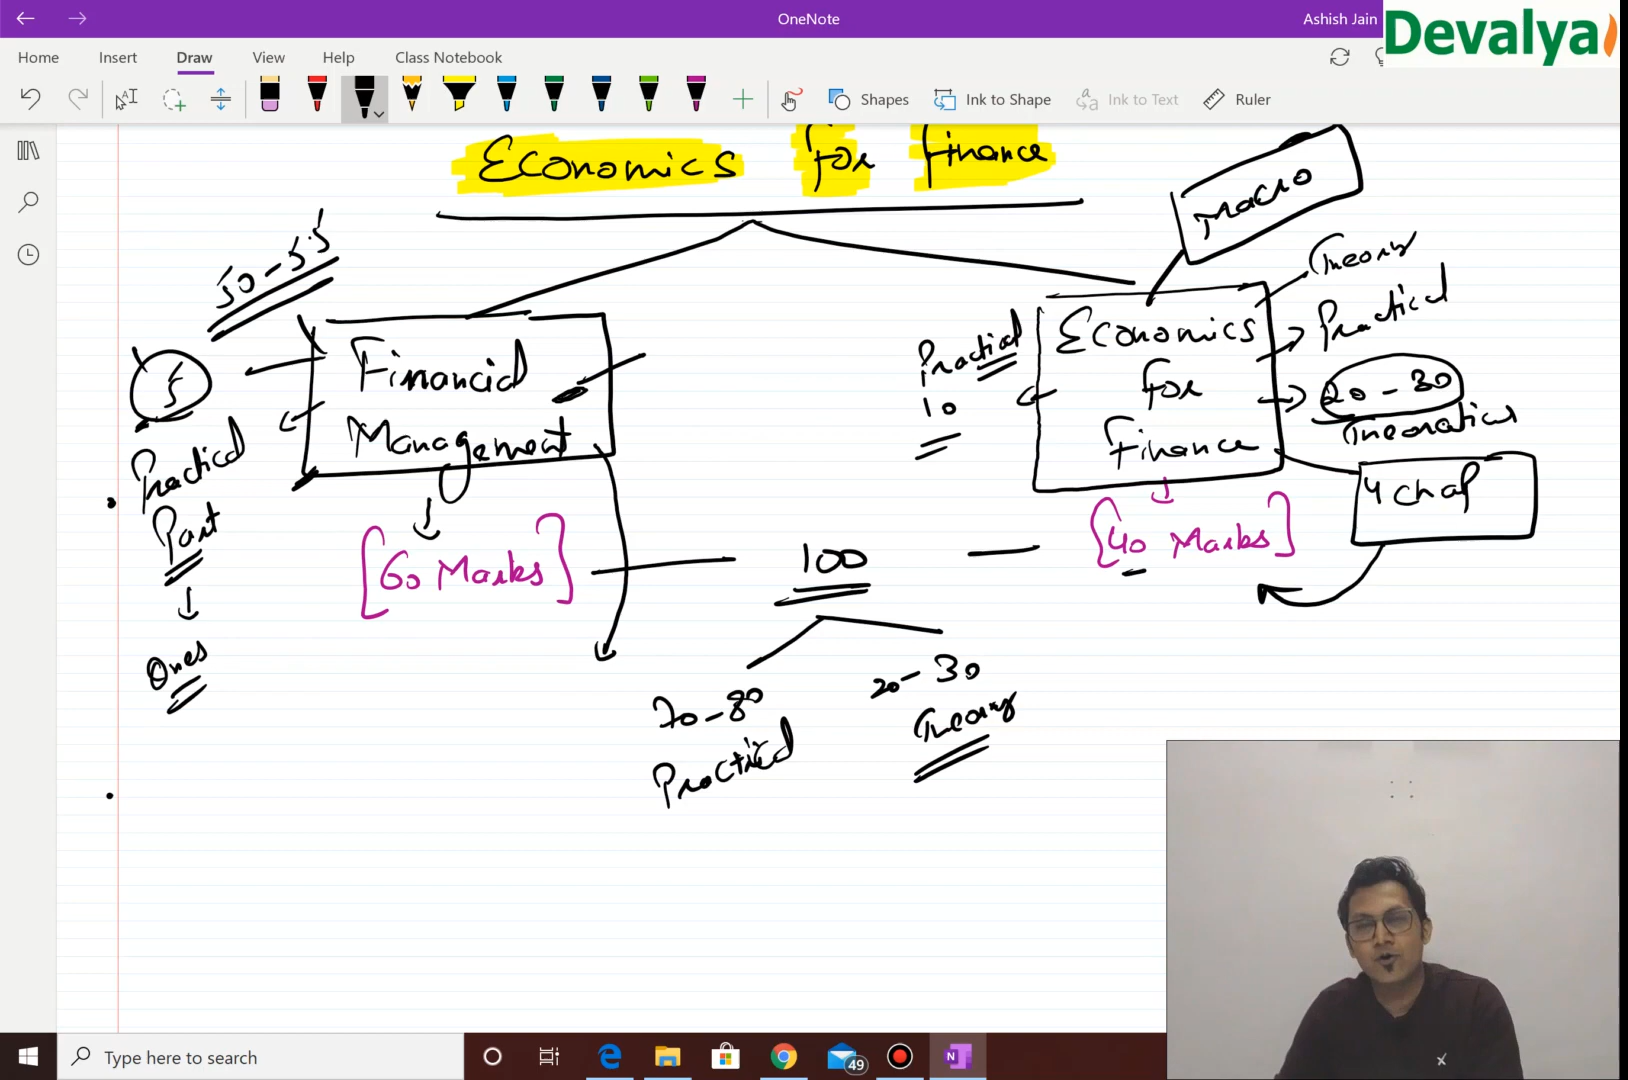 OneNote
Ashish Jain
Devalya
Home Insert Draw View Help Class Notebook
Shapes Ink to Shape Ink to Text Ruler
Economics for Finance
Macro
50-55
Theory
Practical
Financial
Management
5
Practical
Part
Ques
[60 Marks]
100
Economics
for
Finance
Practical
10
20-30
Theoratics
4 chap
[40 Marks]
70-80
Practical
20-30
Theory
Type here to search
49